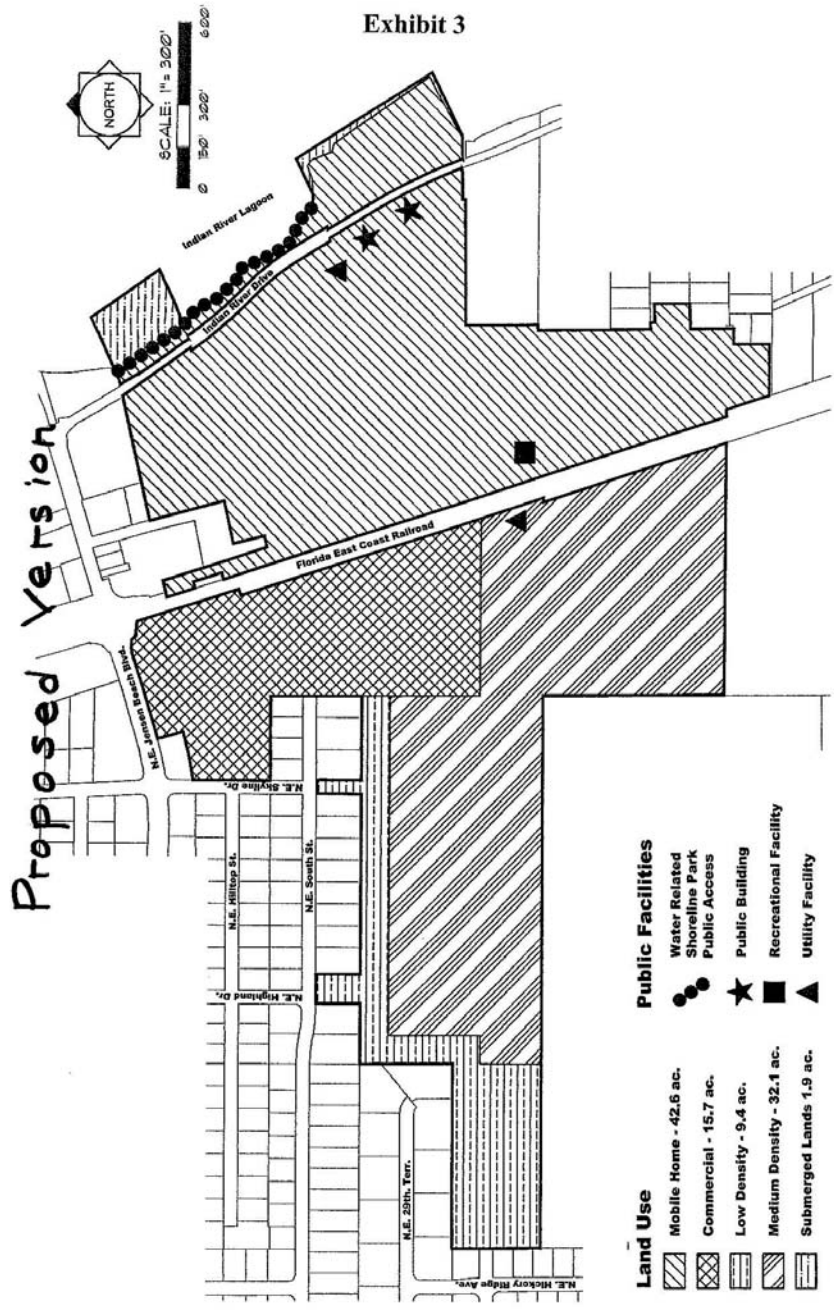 Exhibit 3
Proposed Version
NORTH
SCALE: 1" = 300'
0 150' 300' 600'
Indian River Lagoon
Indian River Drive
Florida East Coast Railroad
N.E. Jensen Beach Blvd.
N.E. Skyline Dr.
N.E. Hilltop St.
N.E. South St.
N.E. Highland Dr.
N.E. 29th. Terr.
N.E. Hickory Ridge Ave.
Land Use
Mobile Home - 42.6 ac.
Commercial - 15.7 ac.
Low Density - 9.4 ac.
Medium Density - 32.1 ac.
Submerged Lands 1.9 ac.
Public Facilities
Water Related
Shoreline Park
Public Access
Public Building
Recreational Facility
Utility Facility